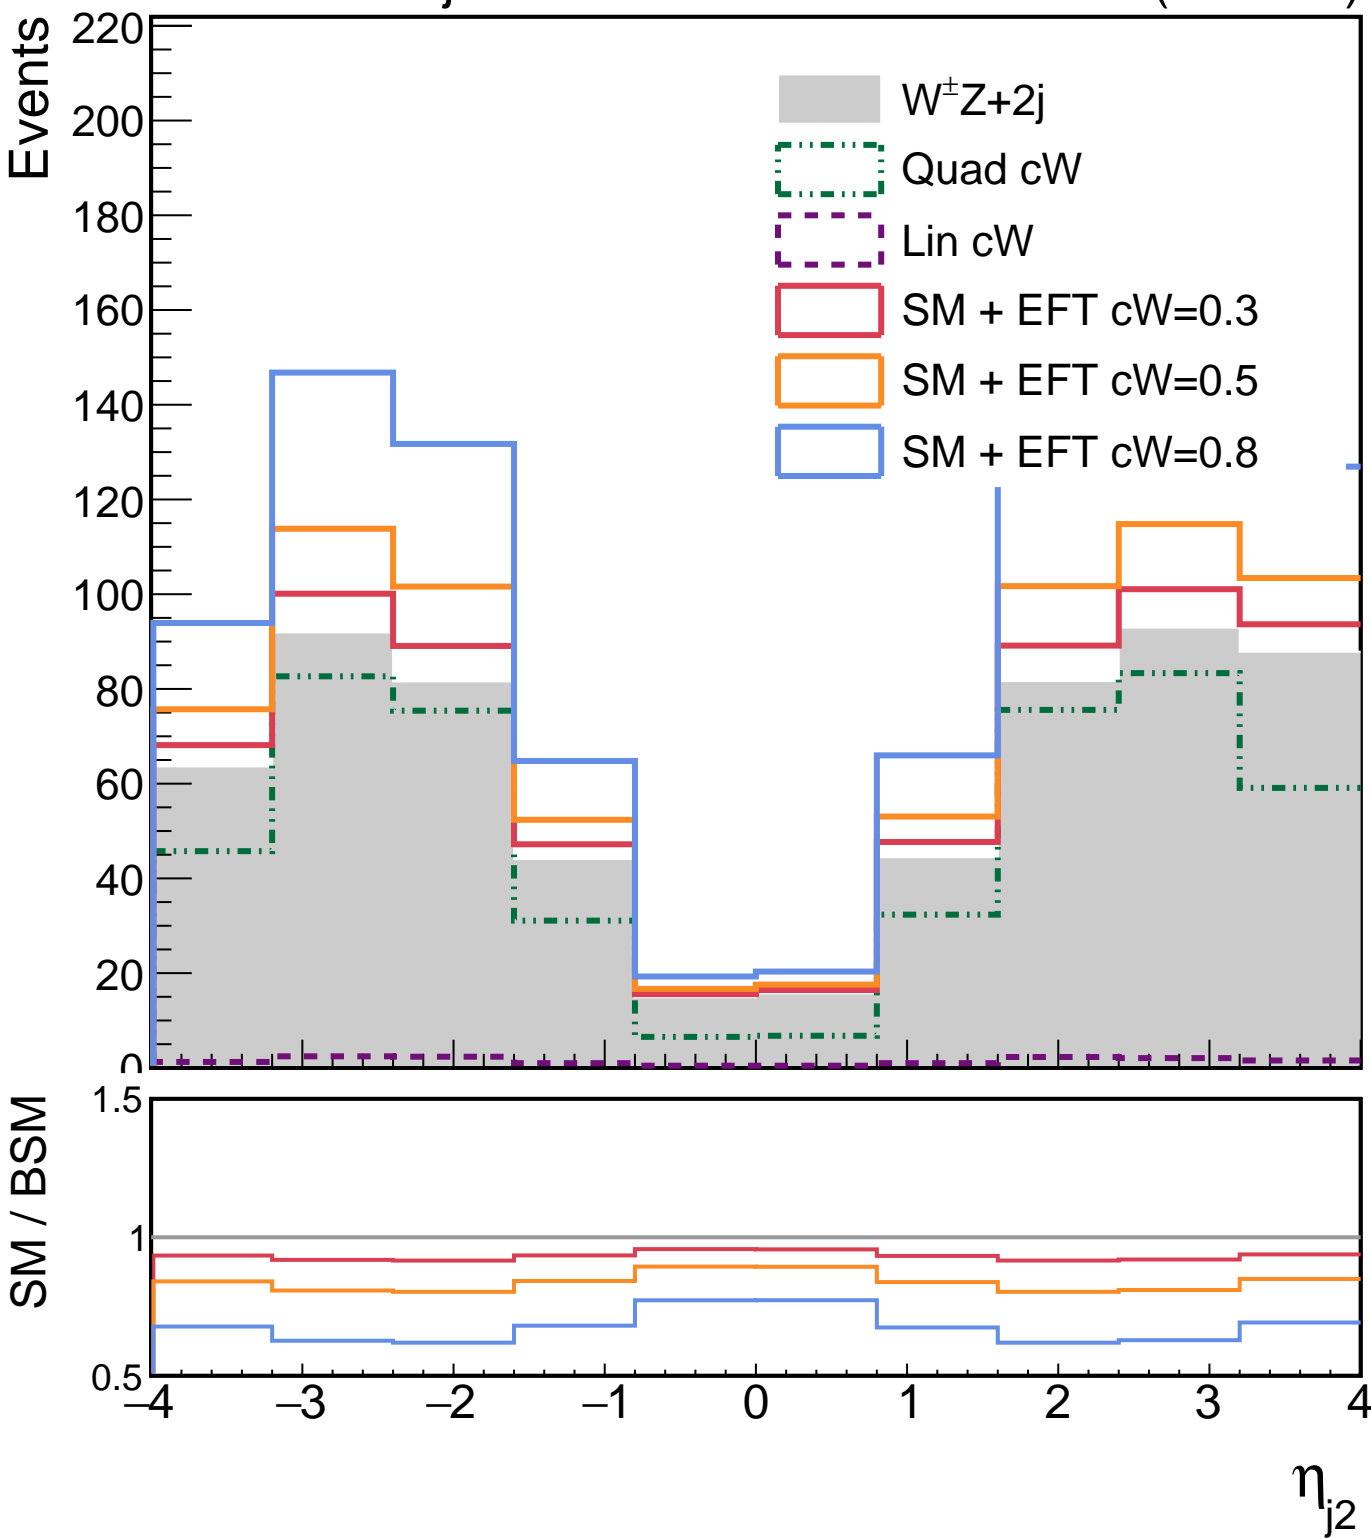 Events
220
200
180
160
140
120
100
80
60
40
20
0
W±Z+2j
Quad cW
Lin cW
SM + EFT cW=0.3
SM + EFT cW=0.5
SM + EFT cW=0.8
SM / BSM
1.5
1
0.5
−4 −3 −2 −1 0 1 2 3 4
ηj2